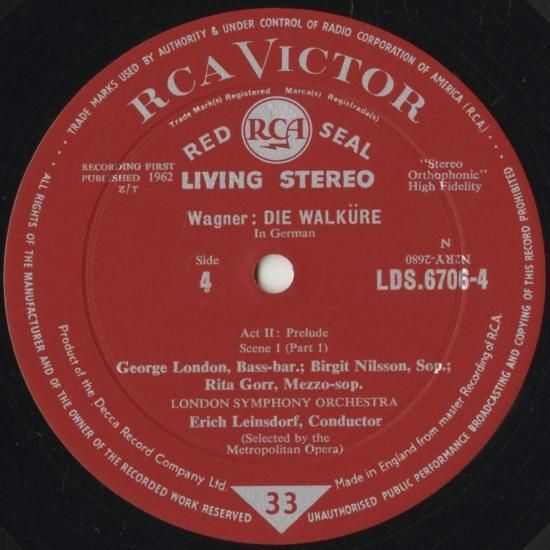 TRADE MARKS USED BY AUTHORITY & UNDER CONTROL OF RADIO CORPORATION OF AMERICA (R.C.A.)
RCA VICTOR
Trade Mark(s) Registered Marca(s) Registrada(s)
RED RCA SEAL
LIVING STEREO
RECORDING FIRST
PUBLISHED 1962
Z/T
"Stereo
Orthophonic"
High Fidelity
Wagner: DIE WALKÜRE
In German
Side
4
N
N2RY-2680
LDS.6706-4
Act II: Prelude
Scene 1 (Part 1)
George London, Bass-bar.; Birgit Nilsson, Sop.;
Rita Gorr, Mezzo-sop.
LONDON SYMPHONY ORCHESTRA
Erich Leinsdorf, Conductor
(Selected by the
Metropolitan Opera)
Product of the Decca Record Company Ltd.
Made in England from master Recording of R.C.A.
33
ALL RIGHTS OF THE MANUFACTURER AND OF THE OWNER OF THE RECORDED WORK RESERVED
UNAUTHORISED PUBLIC PERFORMANCE BROADCASTING AND COPYING OF THIS RECORD PROHIBITED